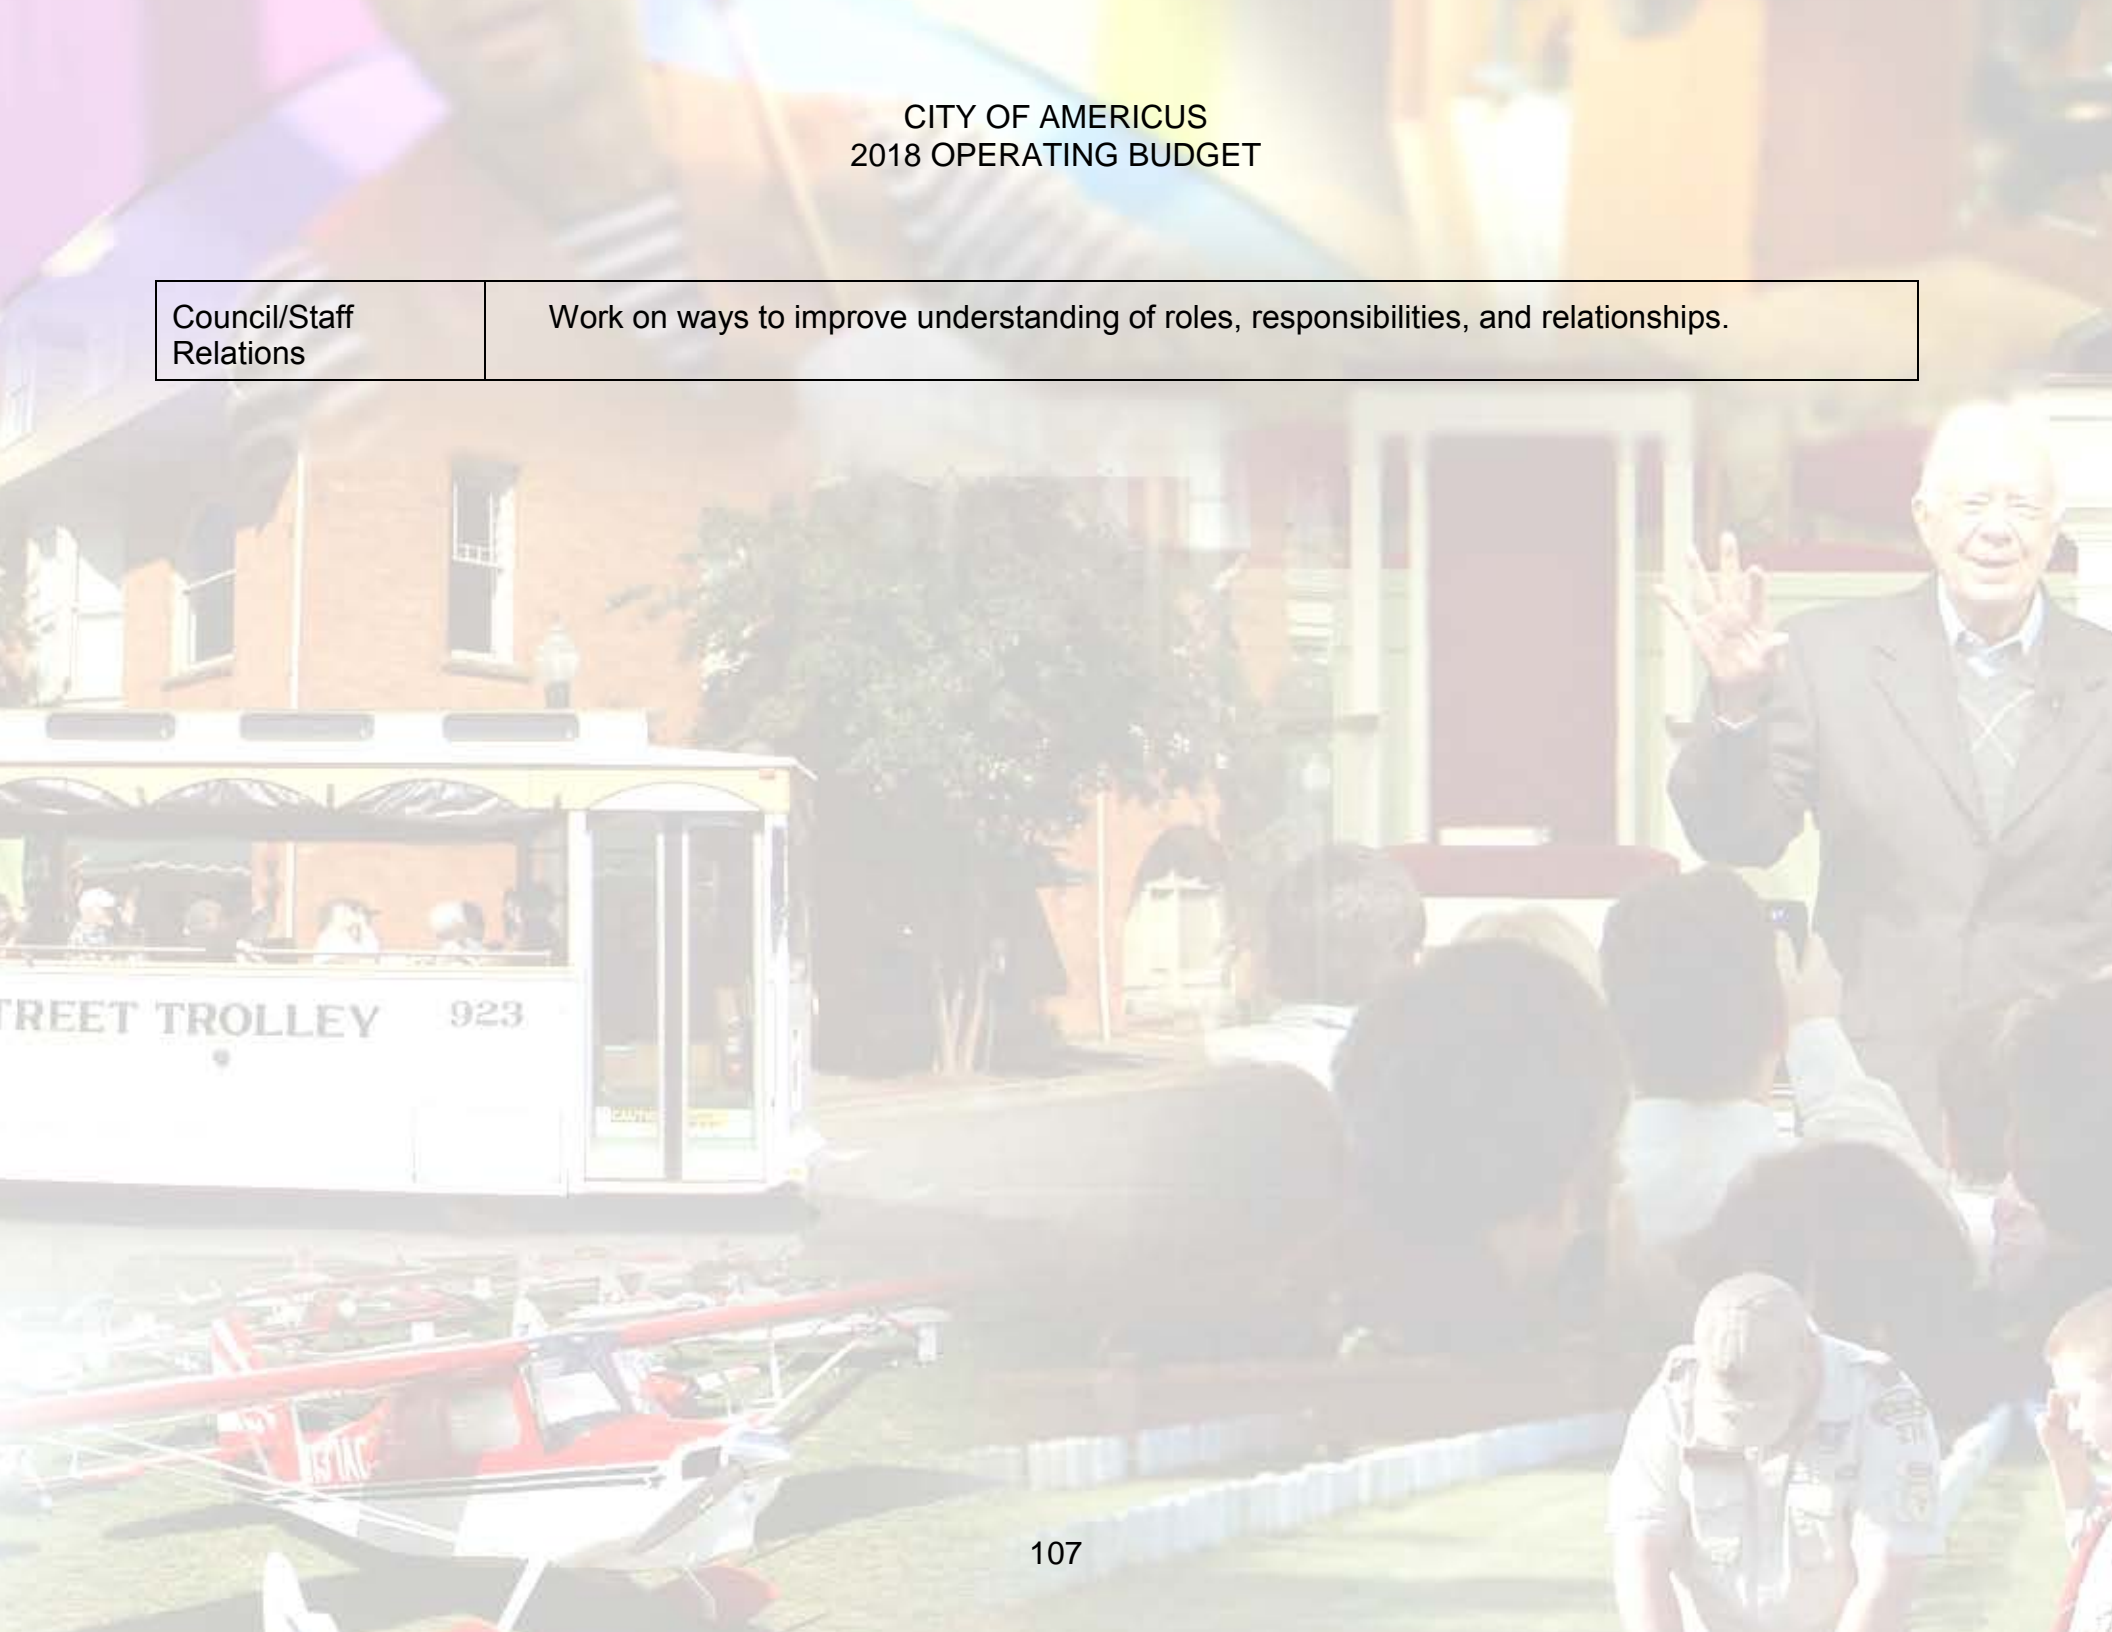 CITY OF AMERICUS
2018 OPERATING BUDGET
Council/Staff
Relations
Work on ways to improve understanding of roles, responsibilities, and relationships.
TREET TROLLEY 923
107